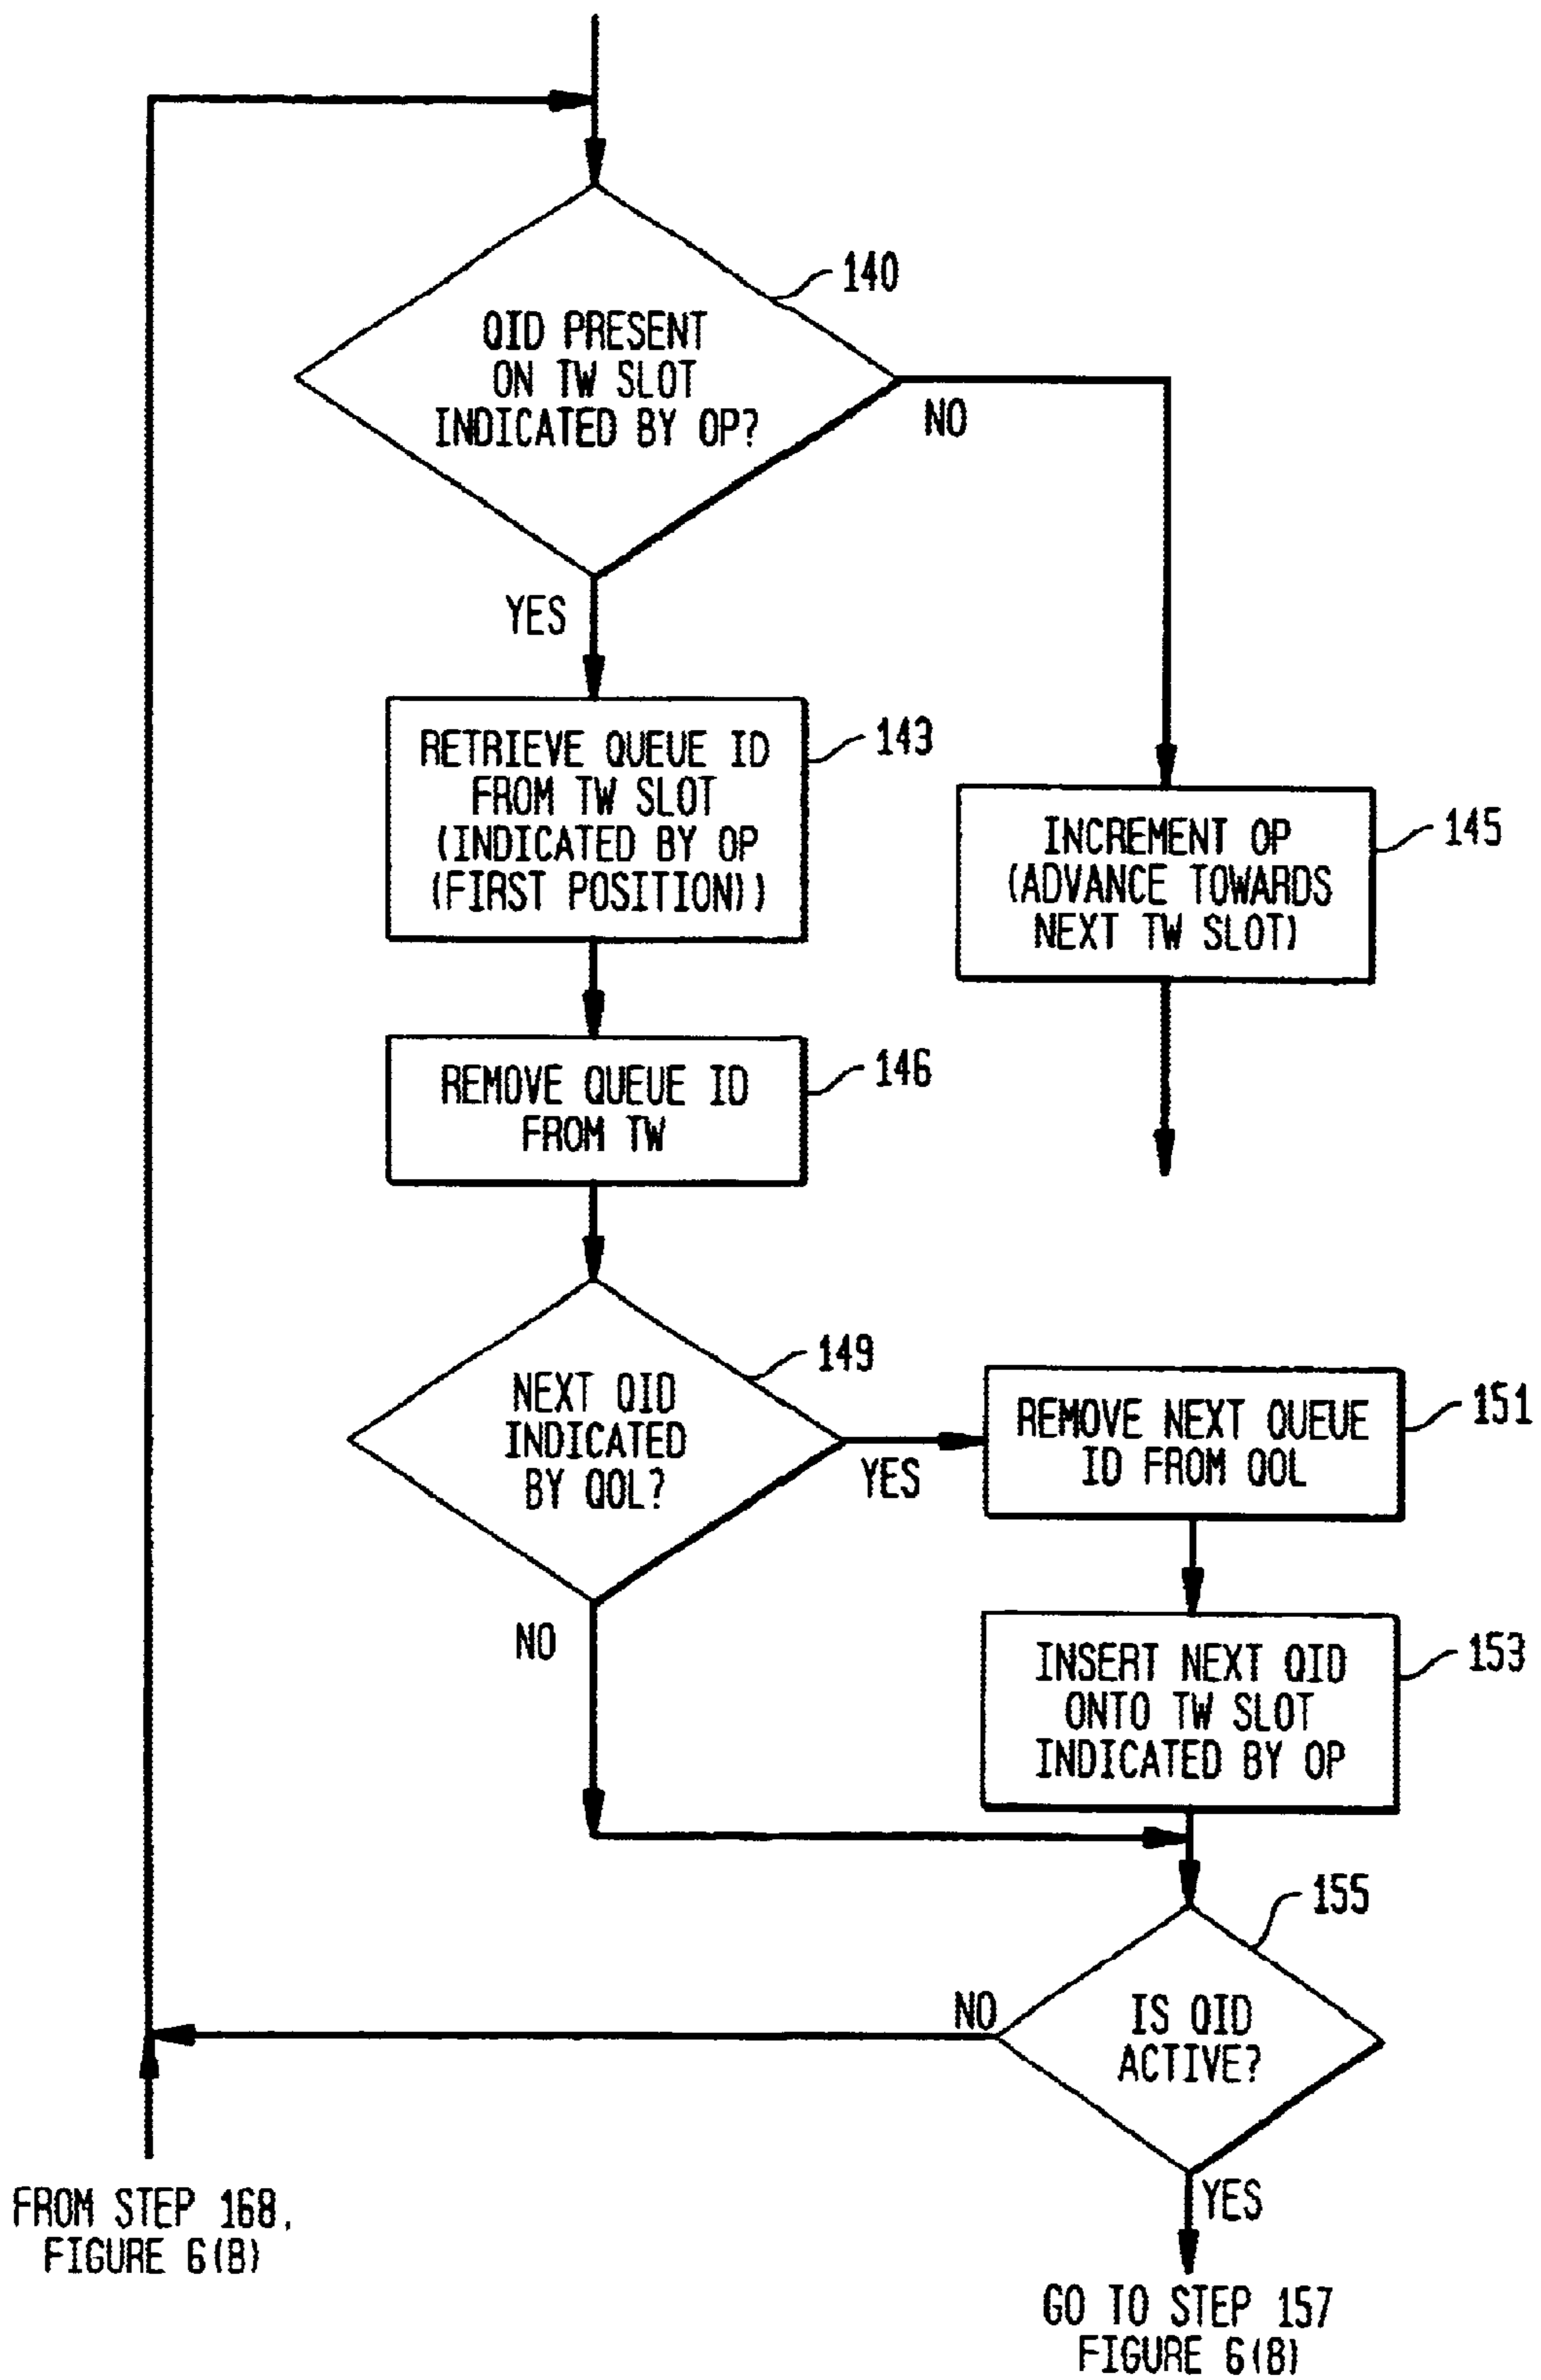 140
QID PRESENT
ON TW SLOT
INDICATED BY OP?
NO
YES
RETRIEVE QUEUE ID
FROM TW SLOT
(INDICATED BY OP
(FIRST POSITION))
143
INCREMENT OP
(ADVANCE TOWARDS
NEXT TW SLOT)
145
REMOVE QUEUE ID
FROM TW
146
149
NEXT QID
INDICATED
BY QOL?
YES
REMOVE NEXT QUEUE
ID FROM QOL
151
NO
INSERT NEXT QID
ONTO TW SLOT
INDICATED BY OP
153
155
NO
IS QID
ACTIVE?
YES
FROM STEP 168,
FIGURE 6(B)
GO TO STEP 157
FIGURE 6(B)